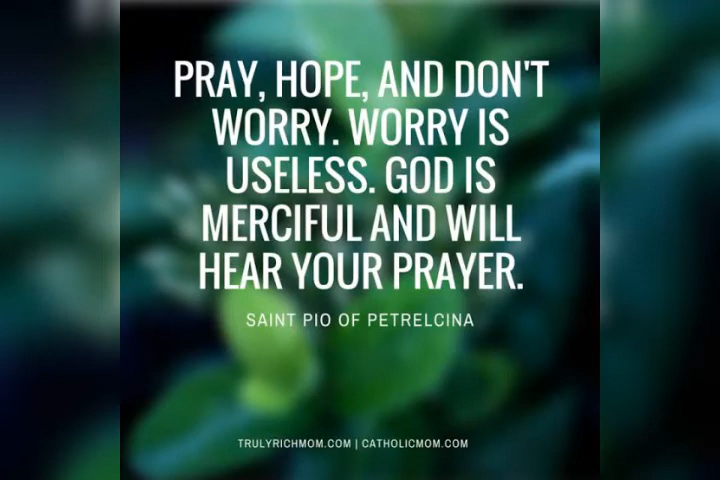 PRAY, HOPE, AND DON'T
WORRY. WORRY IS
USELESS. GOD IS
MERCIFUL AND WILL
HEAR YOUR PRAYER.
SAINT PIO OF PETRELCINA
TRULYRICHMOM.COM | CATHOLICMOM.COM